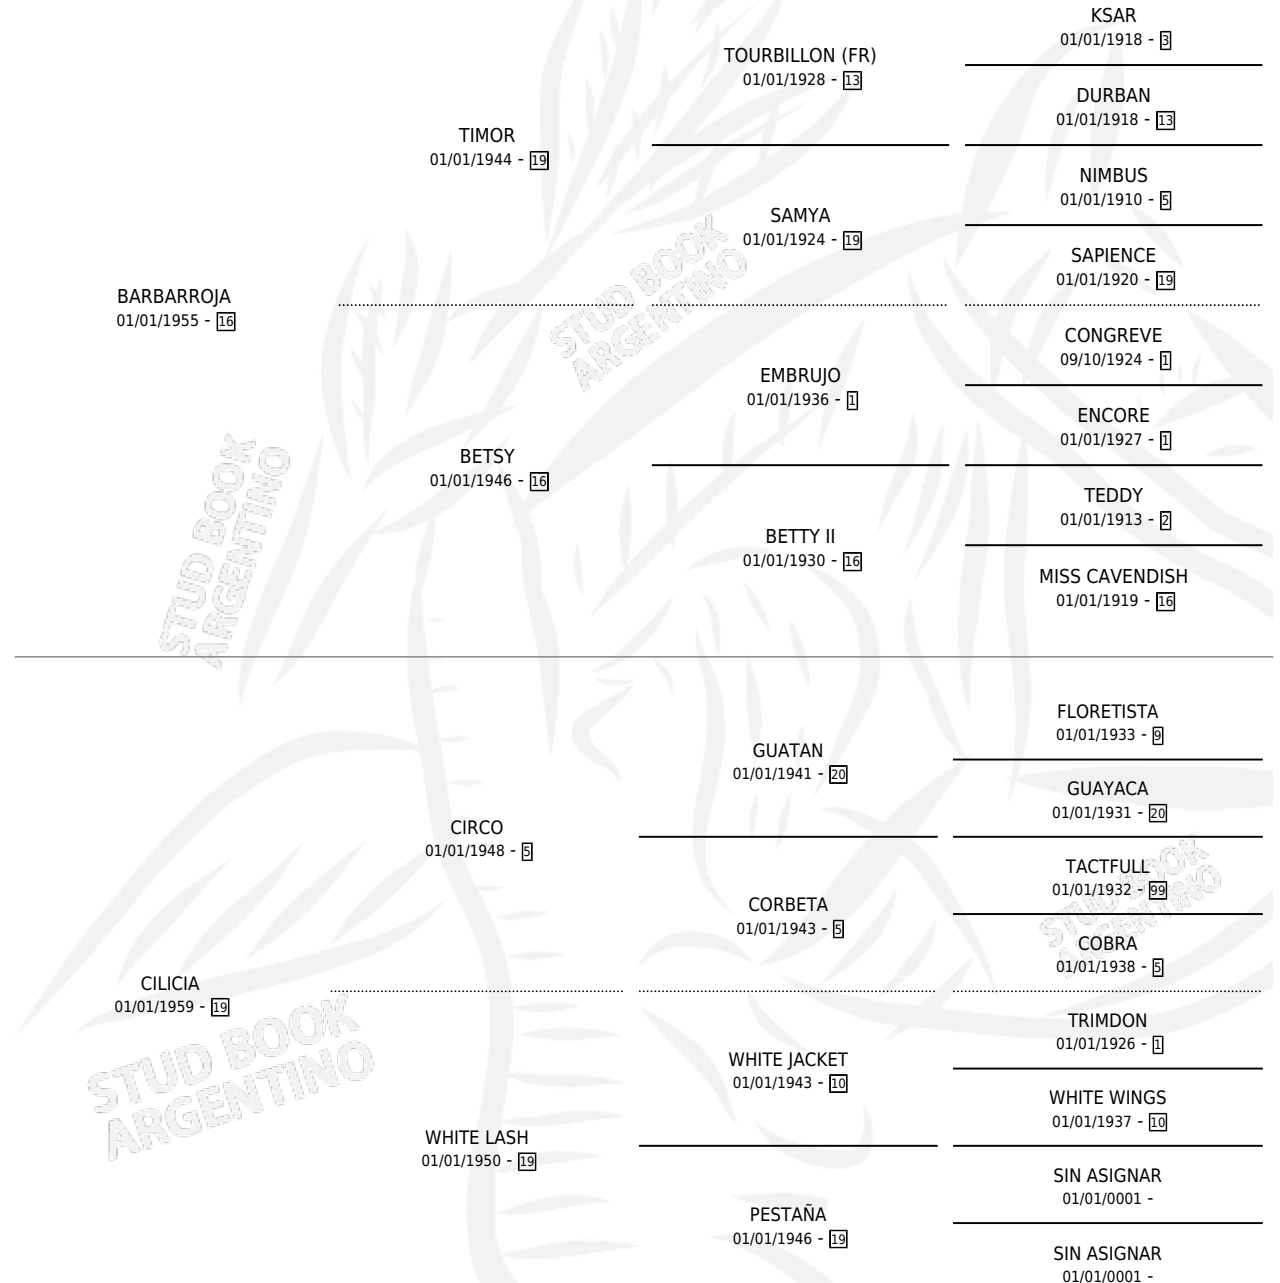 KSAR
01/01/1918 - 3
TOURBILLON (FR)
01/01/1928 - 13
DURBAN
01/01/1918 - 13
TIMOR
01/01/1944 - 19
NIMBUS
01/01/1910 - 5
SAMYA
01/01/1924 - 19
SAPIENCE
01/01/1920 - 19
BARBARROJA
01/01/1955 - 16
CONGREVE
09/10/1924 - 1
EMBRUJO
01/01/1936 - 1
ENCORE
01/01/1927 - 1
BETSY
01/01/1946 - 16
TEDDY
01/01/1913 - 2
BETTY II
01/01/1930 - 16
MISS CAVENDISH
01/01/1919 - 16
FLORETISTA
01/01/1933 - 9
GUATAN
01/01/1941 - 20
GUAYACA
01/01/1931 - 20
CIRCO
01/01/1948 - 5
TACTFULL
01/01/1932 - 99
CORBETA
01/01/1943 - 5
COBRA
01/01/1938 - 5
CILICIA
01/01/1959 - 19
TRIMDON
01/01/1926 - 1
WHITE JACKET
01/01/1943 - 10
WHITE WINGS
01/01/1937 - 10
WHITE LASH
01/01/1950 - 19
SIN ASIGNAR
01/01/0001 -
PESTAÑA
01/01/1946 - 19
SIN ASIGNAR
01/01/0001 -
STUD BOOK
ARGENTINO
STUD BOOK
ARGENTINO
STUD BOOK
ARGENTINO
STUD BOOK
ARGENTINO